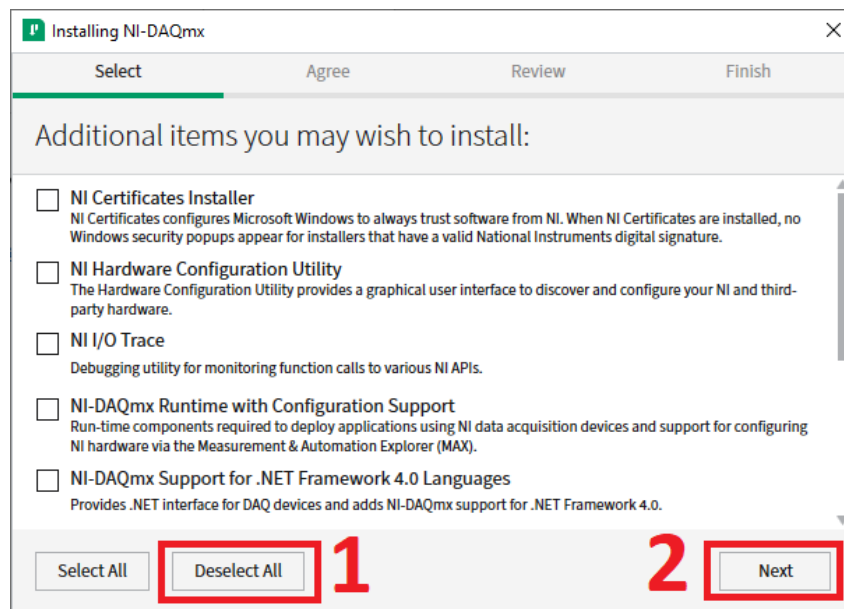 Installing NI-DAQmx
Select Agree Review Finish
Additional items you may wish to install:
NI Certificates Installer
NI Certificates configures Microsoft Windows to always trust software from NI. When NI Certificates are installed, no
Windows security popups appear for installers that have a valid National Instruments digital signature.
NI Hardware Configuration Utility
The Hardware Configuration Utility provides a graphical user interface to discover and configure your NI and third-
party hardware.
NI I/O Trace
Debugging utility for monitoring function calls to various NI APIs.
NI-DAQmx Runtime with Configuration Support
Run-time components required to deploy applications using NI data acquisition devices and support for configuring
NI hardware via the Measurement & Automation Explorer (MAX).
NI-DAQmx Support for .NET Framework 4.0 Languages
Provides .NET interface for DAQ devices and adds NI-DAQmx support for .NET Framework 4.0.
Select All Deselect All 1 2 Next